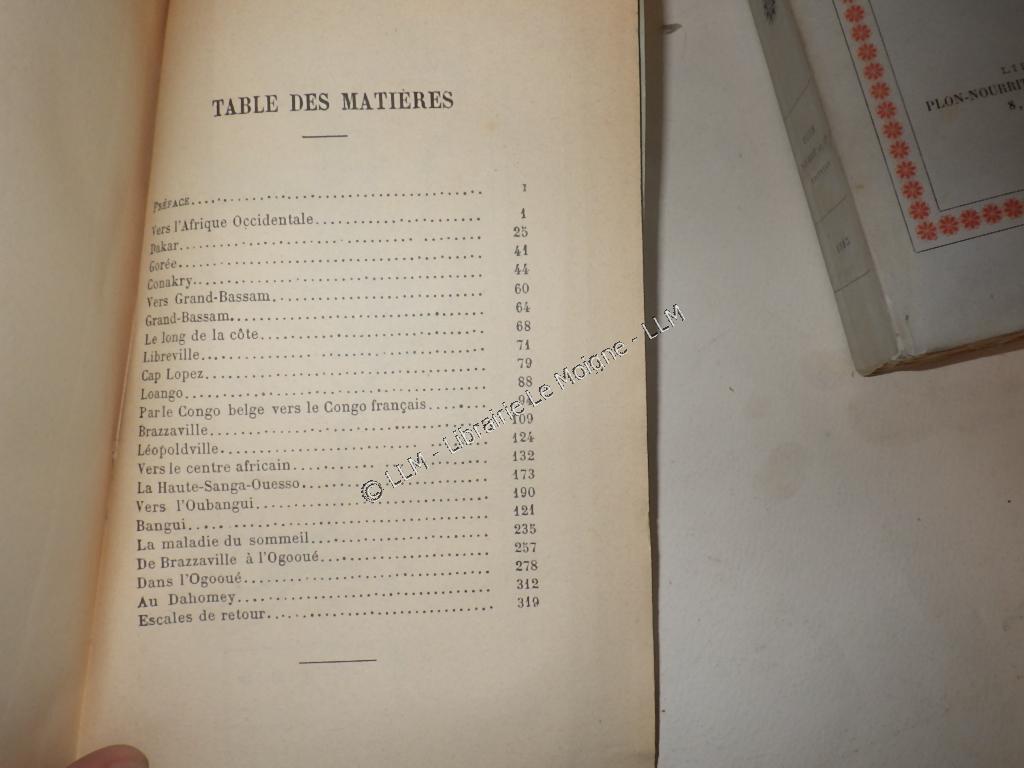 TABLE DES MATIÈRES
PRÉFACE........ I
Vers l'Afrique Occidentale........ 1
Dakar........ 25
Gorée........ 41
Conakry........ 44
Vers Grand-Bassam........ 60
Grand-Bassam........ 64
Le long de la côte........ 68
Libreville........ 71
Cap Lopez........ 79
Loango........ 88
Par le Congo belge vers le Congo français........ 91
Brazzaville........ 109
Léopoldville........ 124
Vers le centre africain........ 132
La Haute-Sanga-Ouesso........ 173
Vers l'Oubangui........ 190
Bangui........ 121
La maladie du sommeil........ 235
De Brazzaville à l'Ogooué........ 257
Dans l'Ogooué........ 278
Au Dahomey........ 312
Escales de retour........ 319
© LLM - Librairie Le Moigne - LLM
PLON-NOURRIT
8,